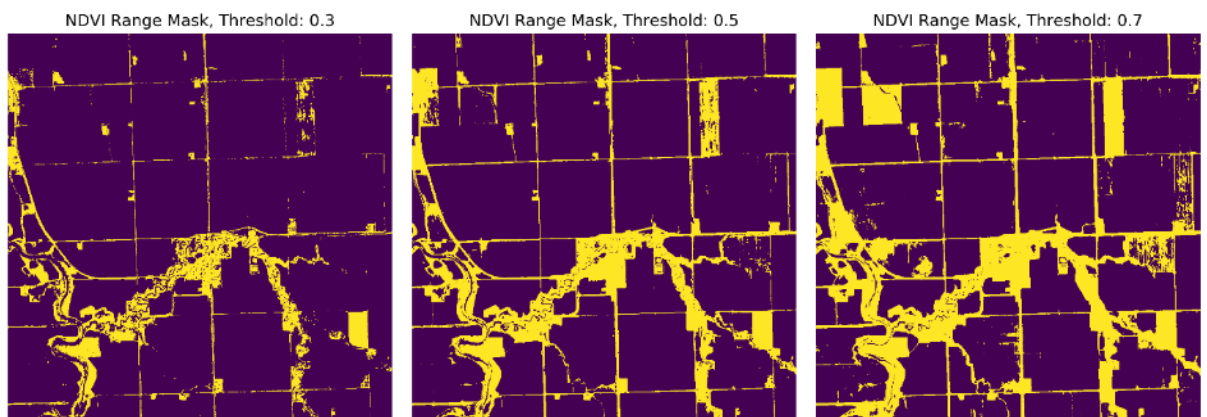 NDVI Range Mask, Threshold: 0.3
NDVI Range Mask, Threshold: 0.5
NDVI Range Mask, Threshold: 0.7